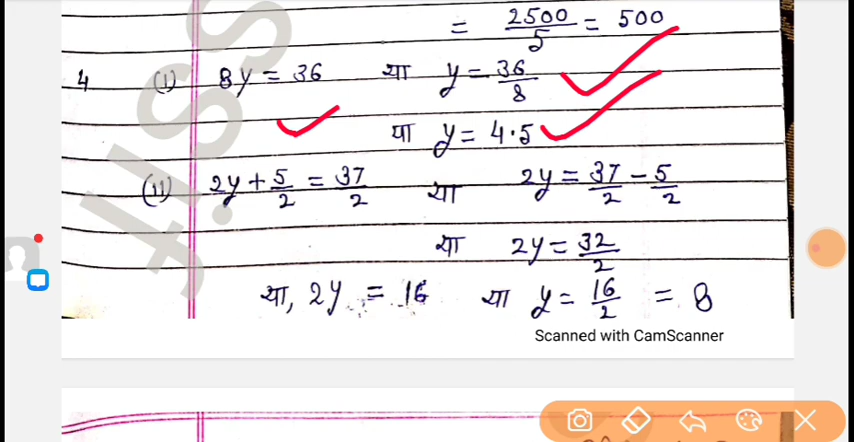 = 2500/5 = 500
4 (i) 8y = 36 या y = 36/8
या y = 4.5
(ii) 2y + 5/2 = 37/2 या 2y = 37/2 - 5/2
या 2y = 32/2
या, 2y = 16 या y = 16/2 = 8
Scanned with CamScanner